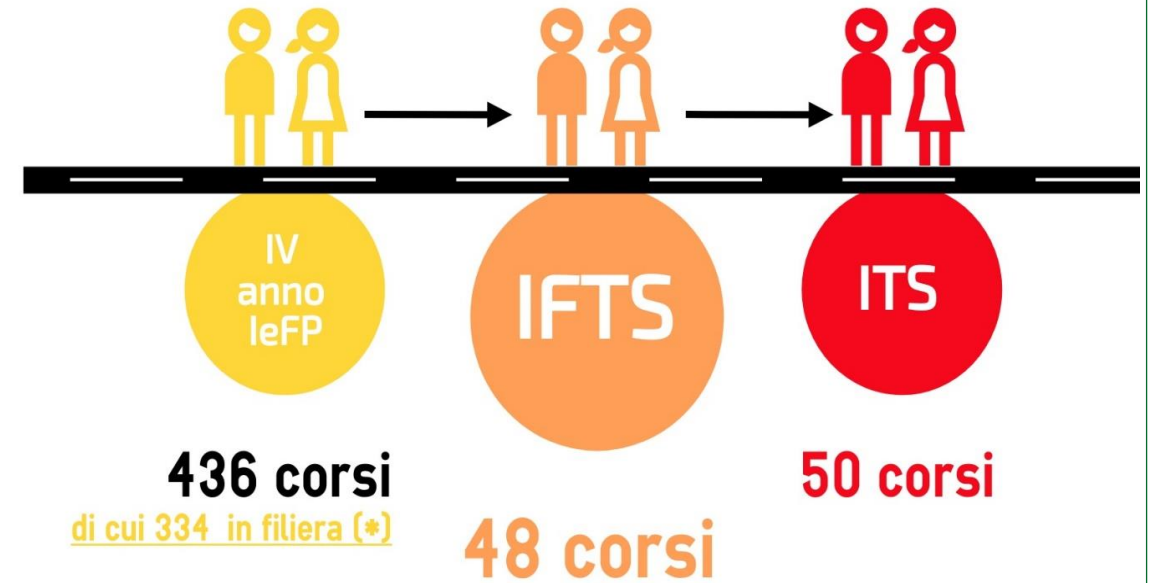 IV
anno
IeFP
IFTS
ITS
436 corsi
di cui 334 in filiera (*)
48 corsi
50 corsi